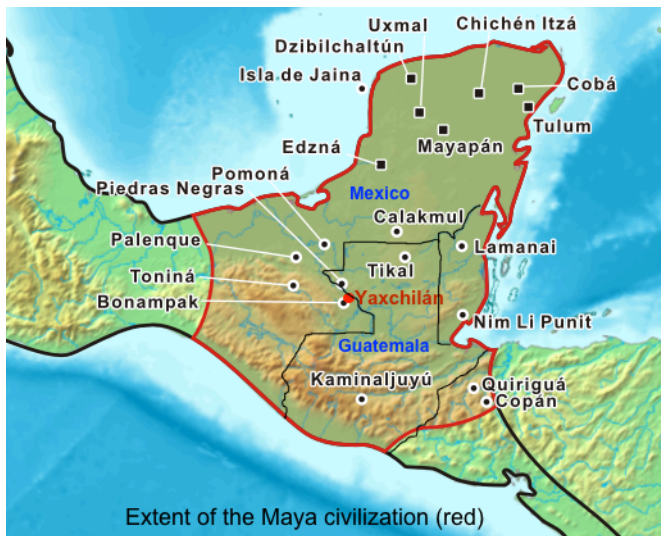 Uxmal
Chichén Itzá
Dzibilchaltún
Isla de Jaina
Cobá
Tulum
Mayapán
Edzná
Pomoná
Piedras Negras
Mexico
Calakmul
Palenque
Lamanai
Tikal
Toniná
Bonampak
Yaxchilán
Nim Li Punit
Guatemala
Kaminaljuyú
Quiriguá
Copán
Extent of the Maya civilization (red)